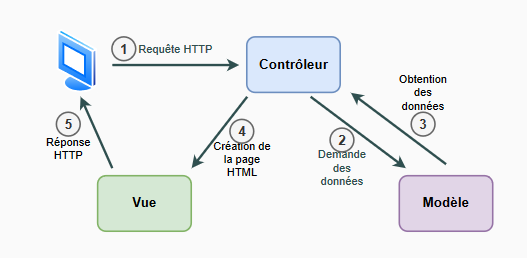 1 Requête HTTP
Contrôleur
2
Demande
des
données
Obtention
des
données
3
4
Création de
la page
HTML
5
Réponse
HTTP
Vue
Modèle